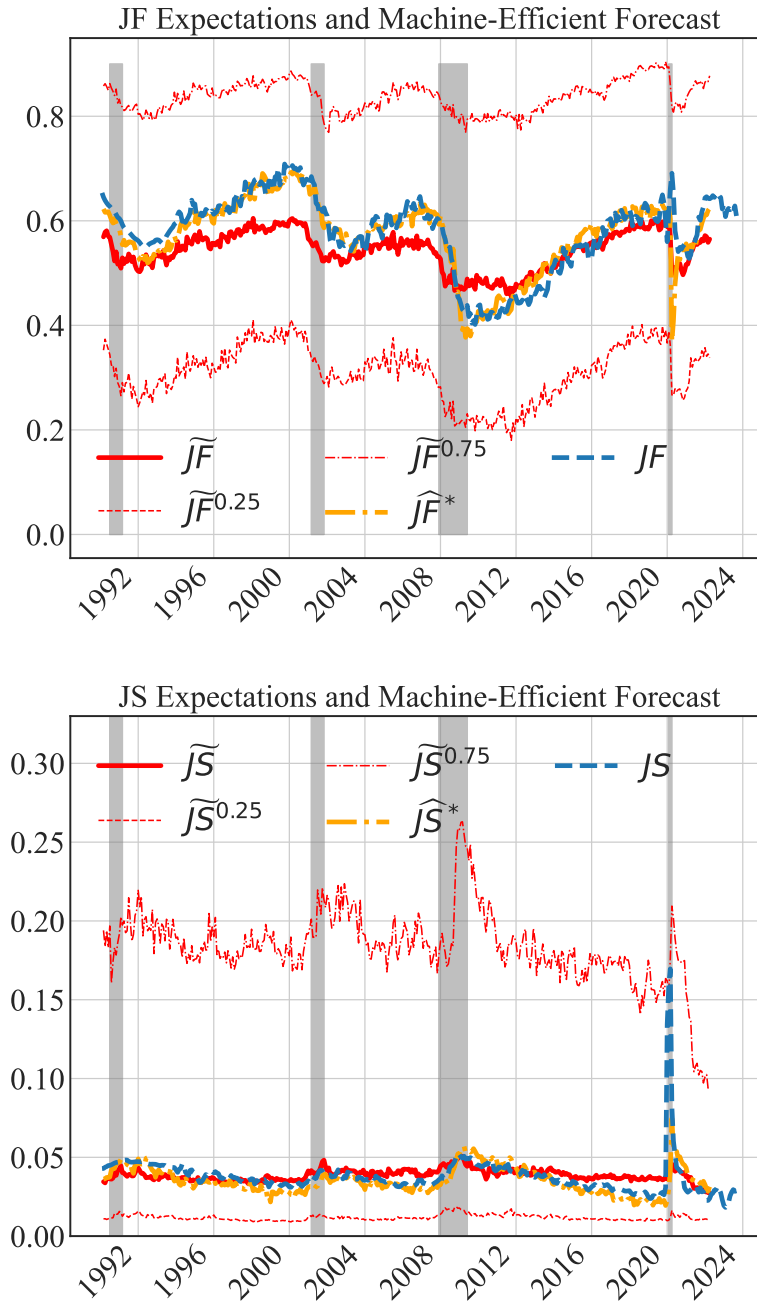 JF Expectations and Machine-Efficient Forecast
0.8
0.6
0.4
0.2
0.0
J͠F J͠F^0.75 JF
J͠F^0.25 ĴF^*
1992 1996 2000 2004 2008 2012 2016 2020 2024
JS Expectations and Machine-Efficient Forecast
0.30
0.25
0.20
0.15
0.10
0.05
0.00
J͠S J͠S^0.75 JS
J͠S^0.25 ĴS^*
1992 1996 2000 2004 2008 2012 2016 2020 2024